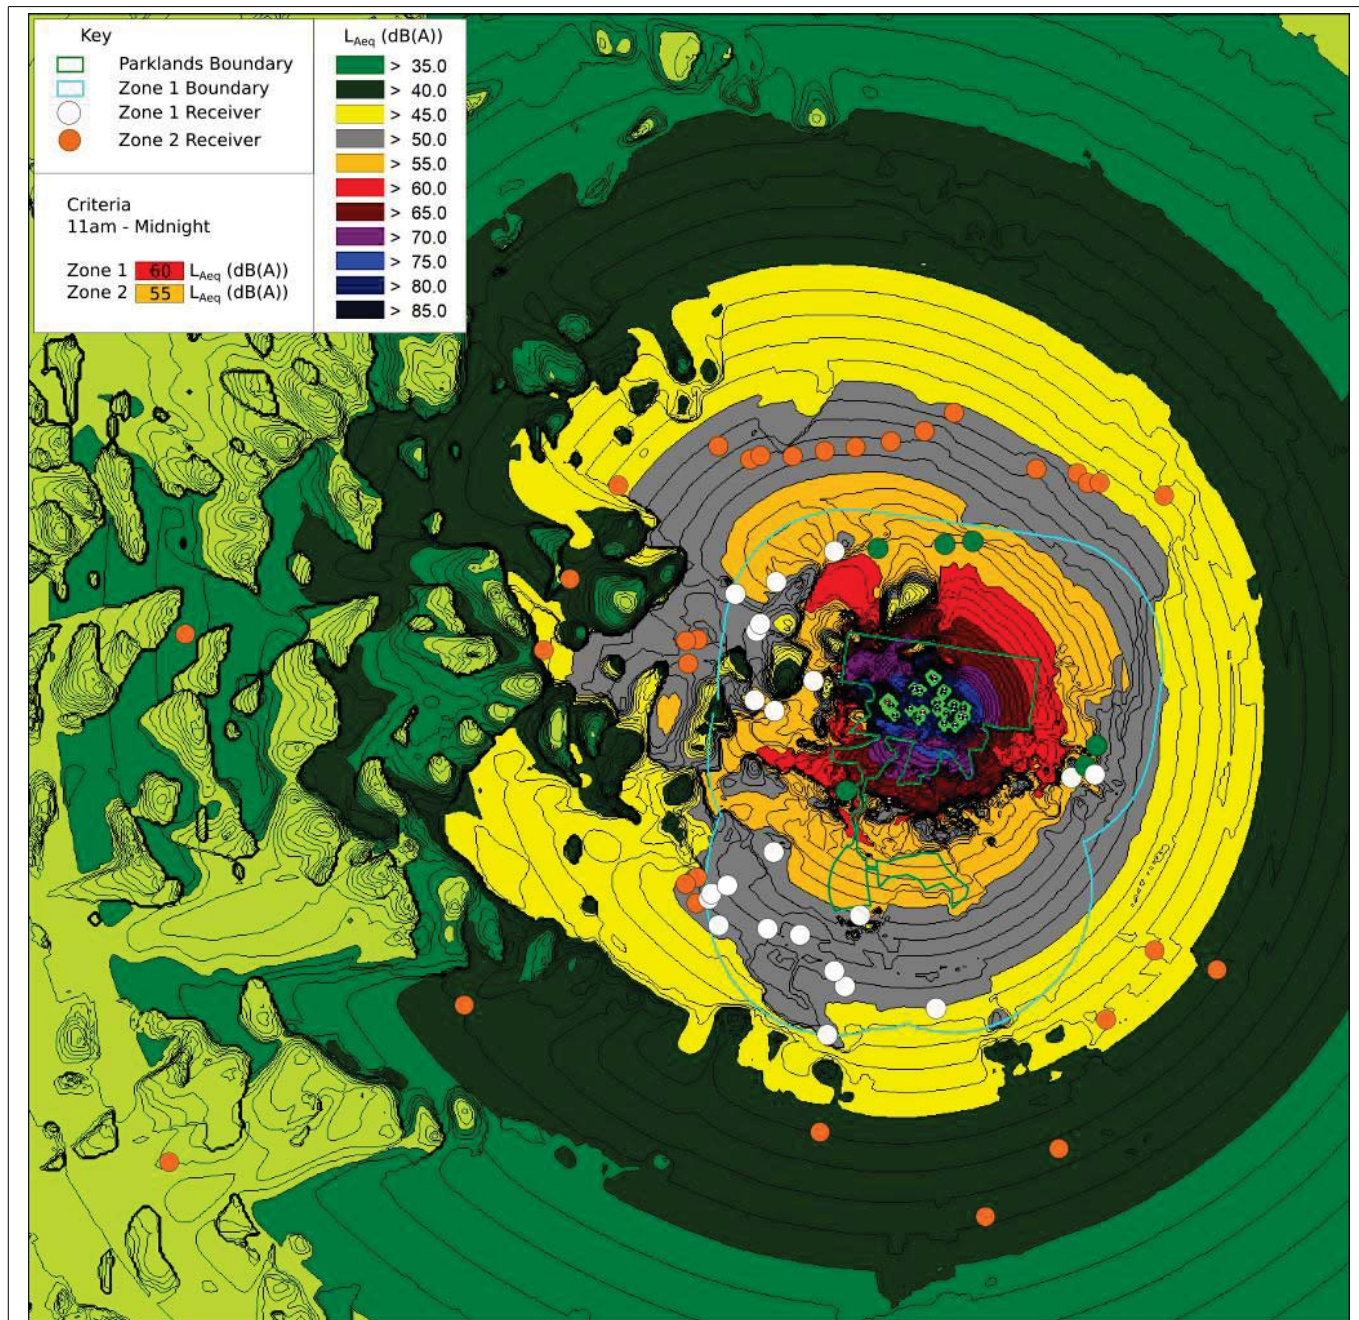 Key
Parklands Boundary
Zone 1 Boundary
Zone 1 Receiver
Zone 2 Receiver
Criteria
11am - Midnight
Zone 1 60 LAeq (dB(A))
Zone 2 55 LAeq (dB(A))
LAeq (dB(A))
> 35.0
> 40.0
> 45.0
> 50.0
> 55.0
> 60.0
> 65.0
> 70.0
> 75.0
> 80.0
> 85.0